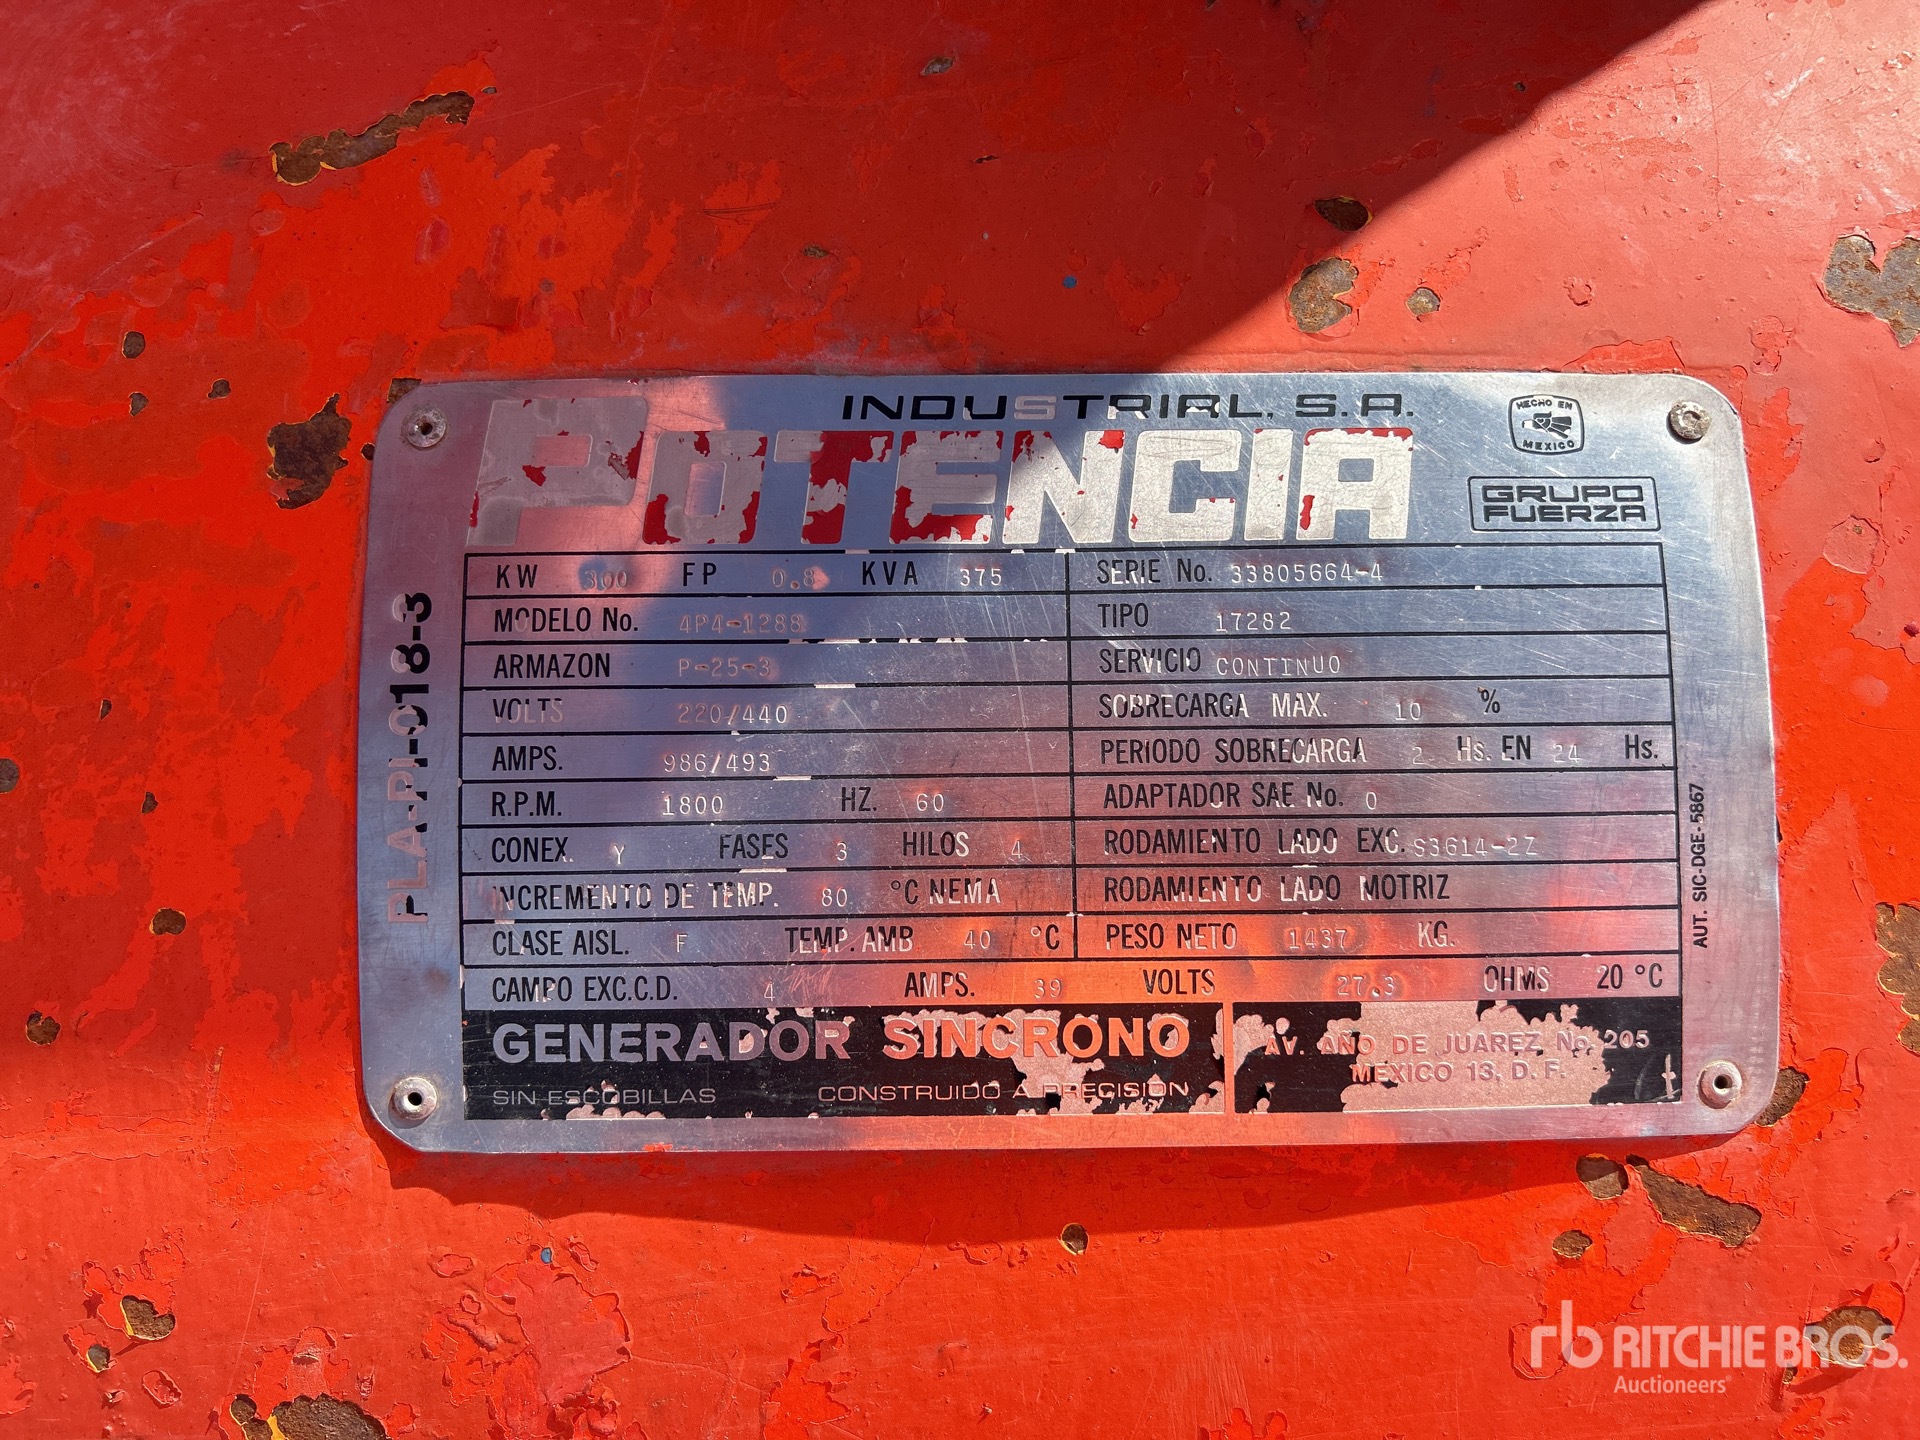 INDUSTRIAL, S.A.
POTENCIA
HECHO EN
MEXICO
GRUPO
FUERZA
PLA-PI-018-3
KW 300 FP 0.8 KVA 375
MODELO No. 4P4-1288
ARMAZON P-25-3
VOLTS 220/440
AMPS. 986/493
R.P.M. 1800 HZ. 60
CONEX. Y FASES 3 HILOS 4
INCREMENTO DE TEMP. 80 °C NEMA
CLASE AISL. F TEMP. AMB 40 °C
SERIE No. 33805664-4
TIPO 17282
SERVICIO CONTINUO
SOBRECARGA MAX. 10 %
PERIODO SOBRECARGA 2 Hs. EN 24 Hs.
ADAPTADOR SAE No. 0
RODAMIENTO LADO EXC. S3614-2Z
RODAMIENTO LADO MOTRIZ
PESO NETO 1437 KG.
CAMPO EXC.C.D. 4 AMPS. 39 VOLTS 27.3 OHMS 20 °C
GENERADOR SINCRONO
SIN ESCOBILLAS CONSTRUIDO A PRECISION
AV. AÑO DE JUAREZ No. 205
MEXICO 13, D. F.
AUT. SIC-DGE-5867
rb RITCHIE BROS.
Auctioneers